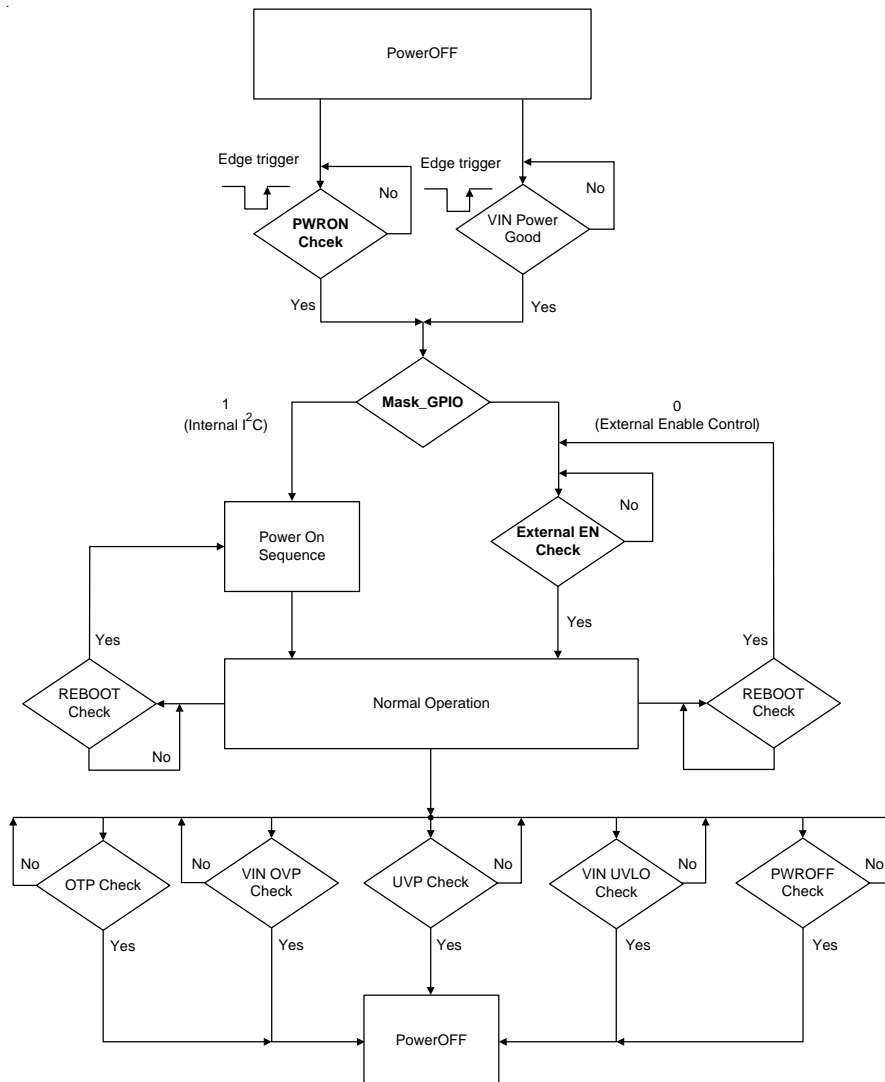 PowerOFF
Edge trigger
Edge trigger
No
No
PWRON
Chcek
VIN Power
Good
Yes
Yes
Mask_GPIO
1
(Internal I²C)
0
(External Enable Control)
No
Power On
Sequence
External EN
Check
Yes
Yes
Yes
REBOOT
Check
Normal Operation
REBOOT
Check
No
No
OTP Check
No
VIN OVP
Check
UVP Check
No
VIN UVLO
Check
No
PWROFF
Check
No
Yes
Yes
Yes
Yes
Yes
PowerOFF